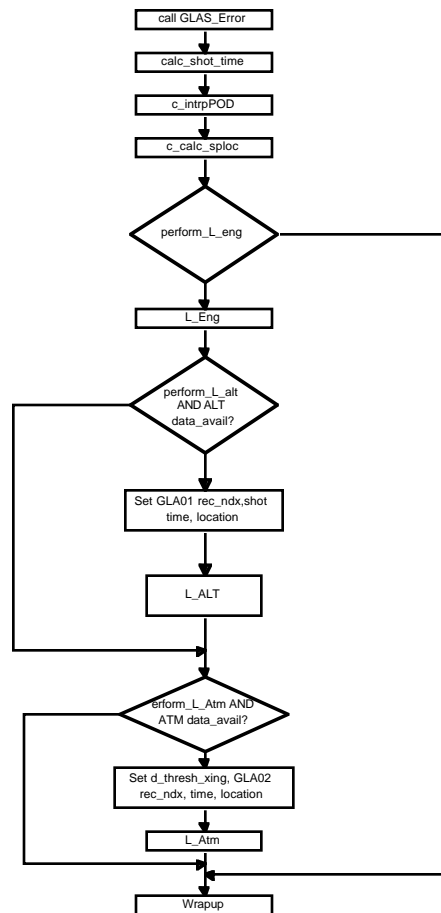 call GLAS_Error
calc_shot_time
c_intrpPOD
c_calc_sploc
perform_L_eng
L_Eng
perform_L_alt
AND ALT
data_avail?
Set GLA01 rec_ndx,shot
time, location
L_ALT
erform_L_Atm AND
ATM data_avail?
Set d_thresh_xing, GLA02
rec_ndx, time, location
L_Atm
Wrapup